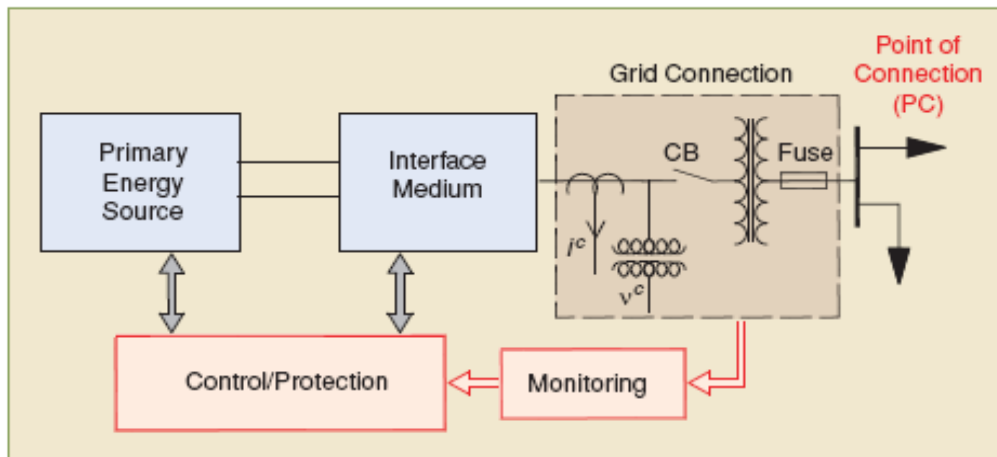 Point of
Connection
(PC)
Grid Connection
Primary
Energy
Source
Interface
Medium
CB
Fuse
i^c
v^c
Control/Protection
Monitoring